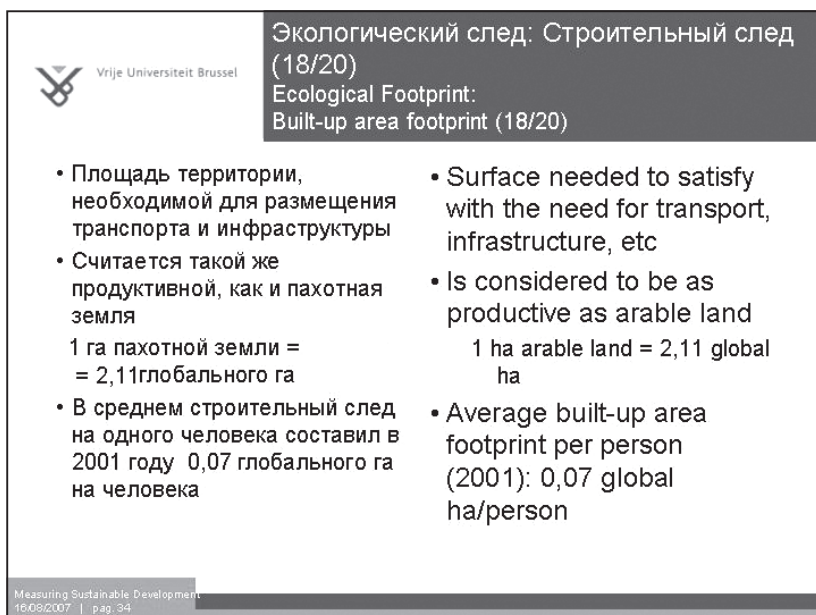 Vrije Universiteit Brussel
Экологический след: Строительный след
(18/20)
Ecological Footprint:
Built-up area footprint (18/20)
• Площадь территории,
необходимой для размещения
транспорта и инфраструктуры
• Считается такой же
продуктивной, как и пахотная
земля
1 га пахотной земли =
= 2,11глобального га
• В среднем строительный след
на одного человека составил в
2001 году 0,07 глобального га
на человека
• Surface needed to satisfy
with the need for transport,
infrastructure, etc
• Is considered to be as
productive as arable land
1 ha arable land = 2,11 global
ha
• Average built-up area
footprint per person
(2001): 0,07 global
ha/person
Measuring Sustainable Development
16/08/2007 | pag. 34